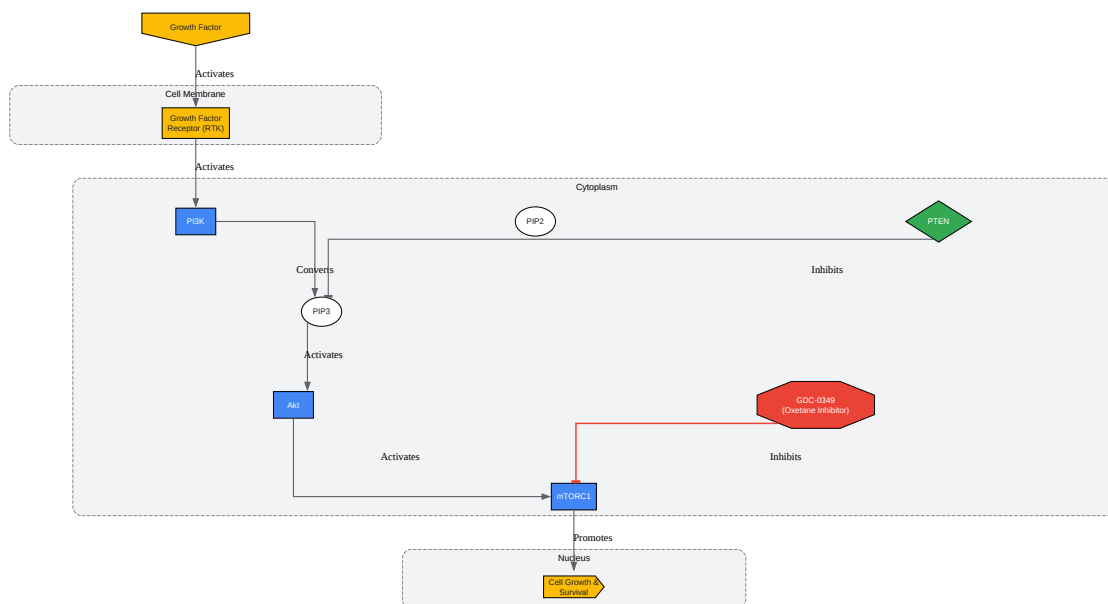 Growth Factor
Activates
Cell Membrane
Growth Factor
Receptor (RTK)
Activates
Cytoplasm
PI3K
PIP2
PTEN
Converts
Inhibits
PIP3
Activates
Akt
GDC-0349
(Oxetane Inhibitor)
Activates
Inhibits
mTORC1
Promotes
Nucleus
Cell Growth &
Survival